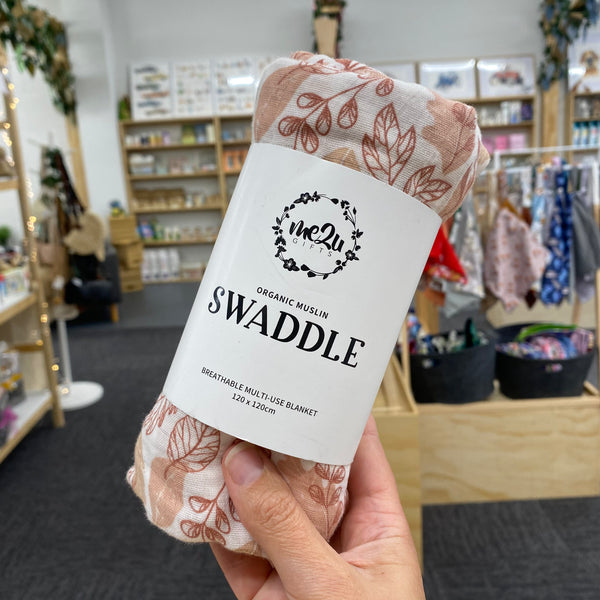 me2u
GIFTS
ORGANIC MUSLIN
SWADDLE
BREATHABLE MULTI-USE BLANKET
120 x 120cm